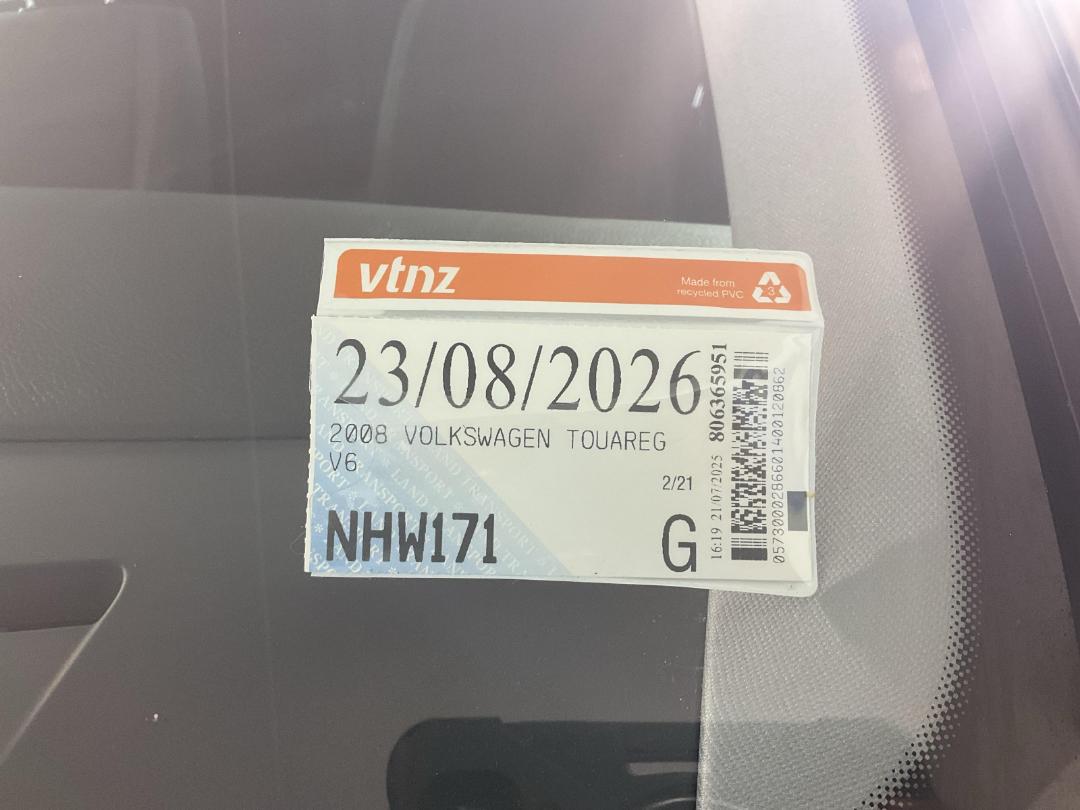 vtnz
Made from
recycled PVC
3
23/08/2026
2008 VOLKSWAGEN TOUAREG
V6
2/21
NHW171
G
16:19 21/07/2025 806365951
05730000286601400120862